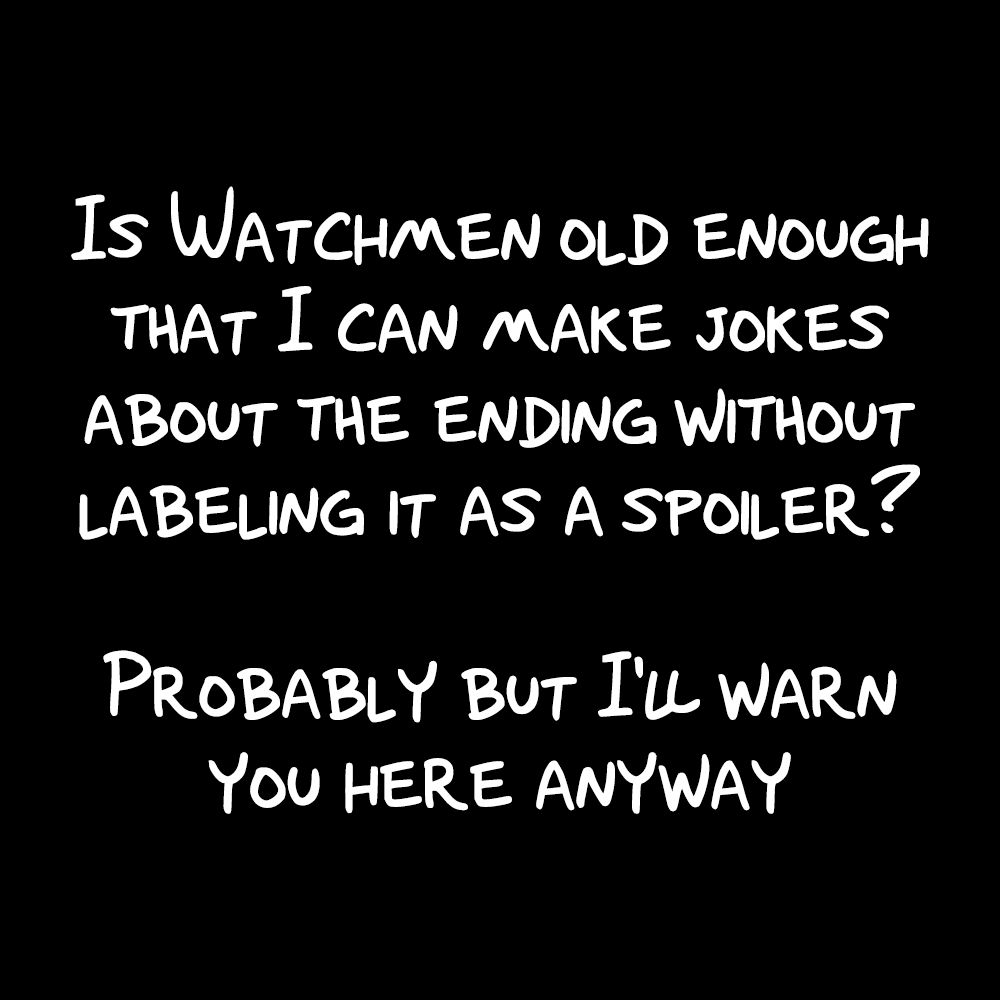 Is Watchmen old enough
that I can make jokes
about the ending without
labeling it as a spoiler?
Probably but I'll warn
you here anyway